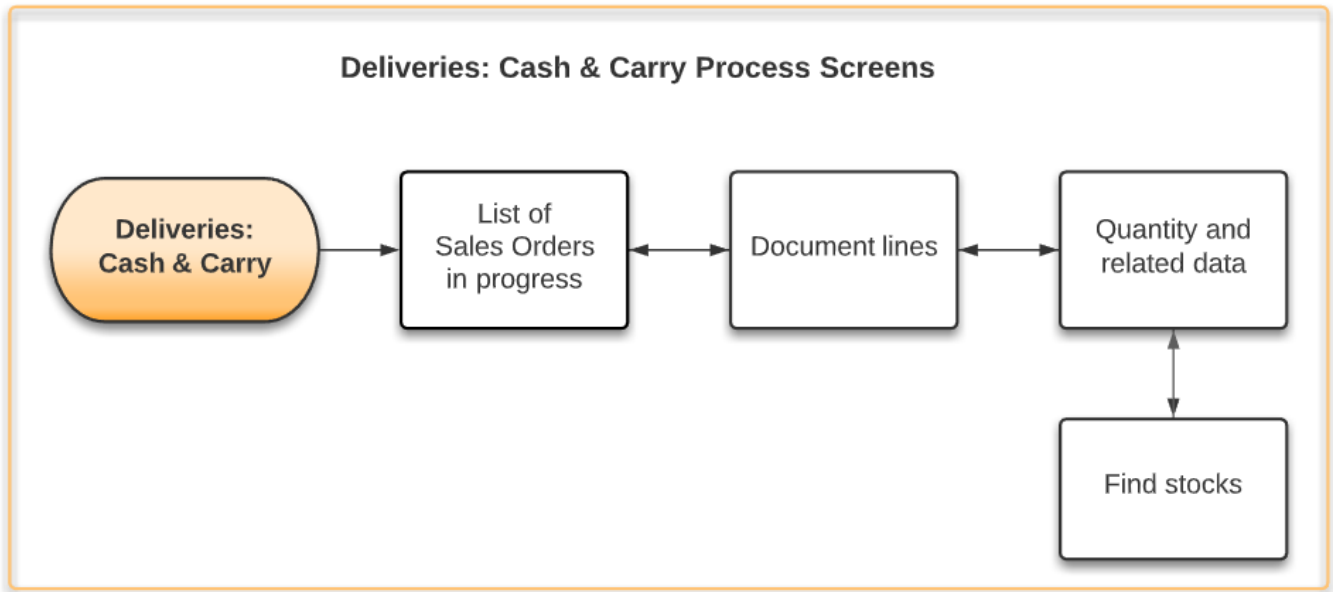 Deliveries: Cash & Carry Process Screens
Deliveries:
Cash & Carry
List of
Sales Orders
in progress
Document lines
Quantity and
related data
Find stocks